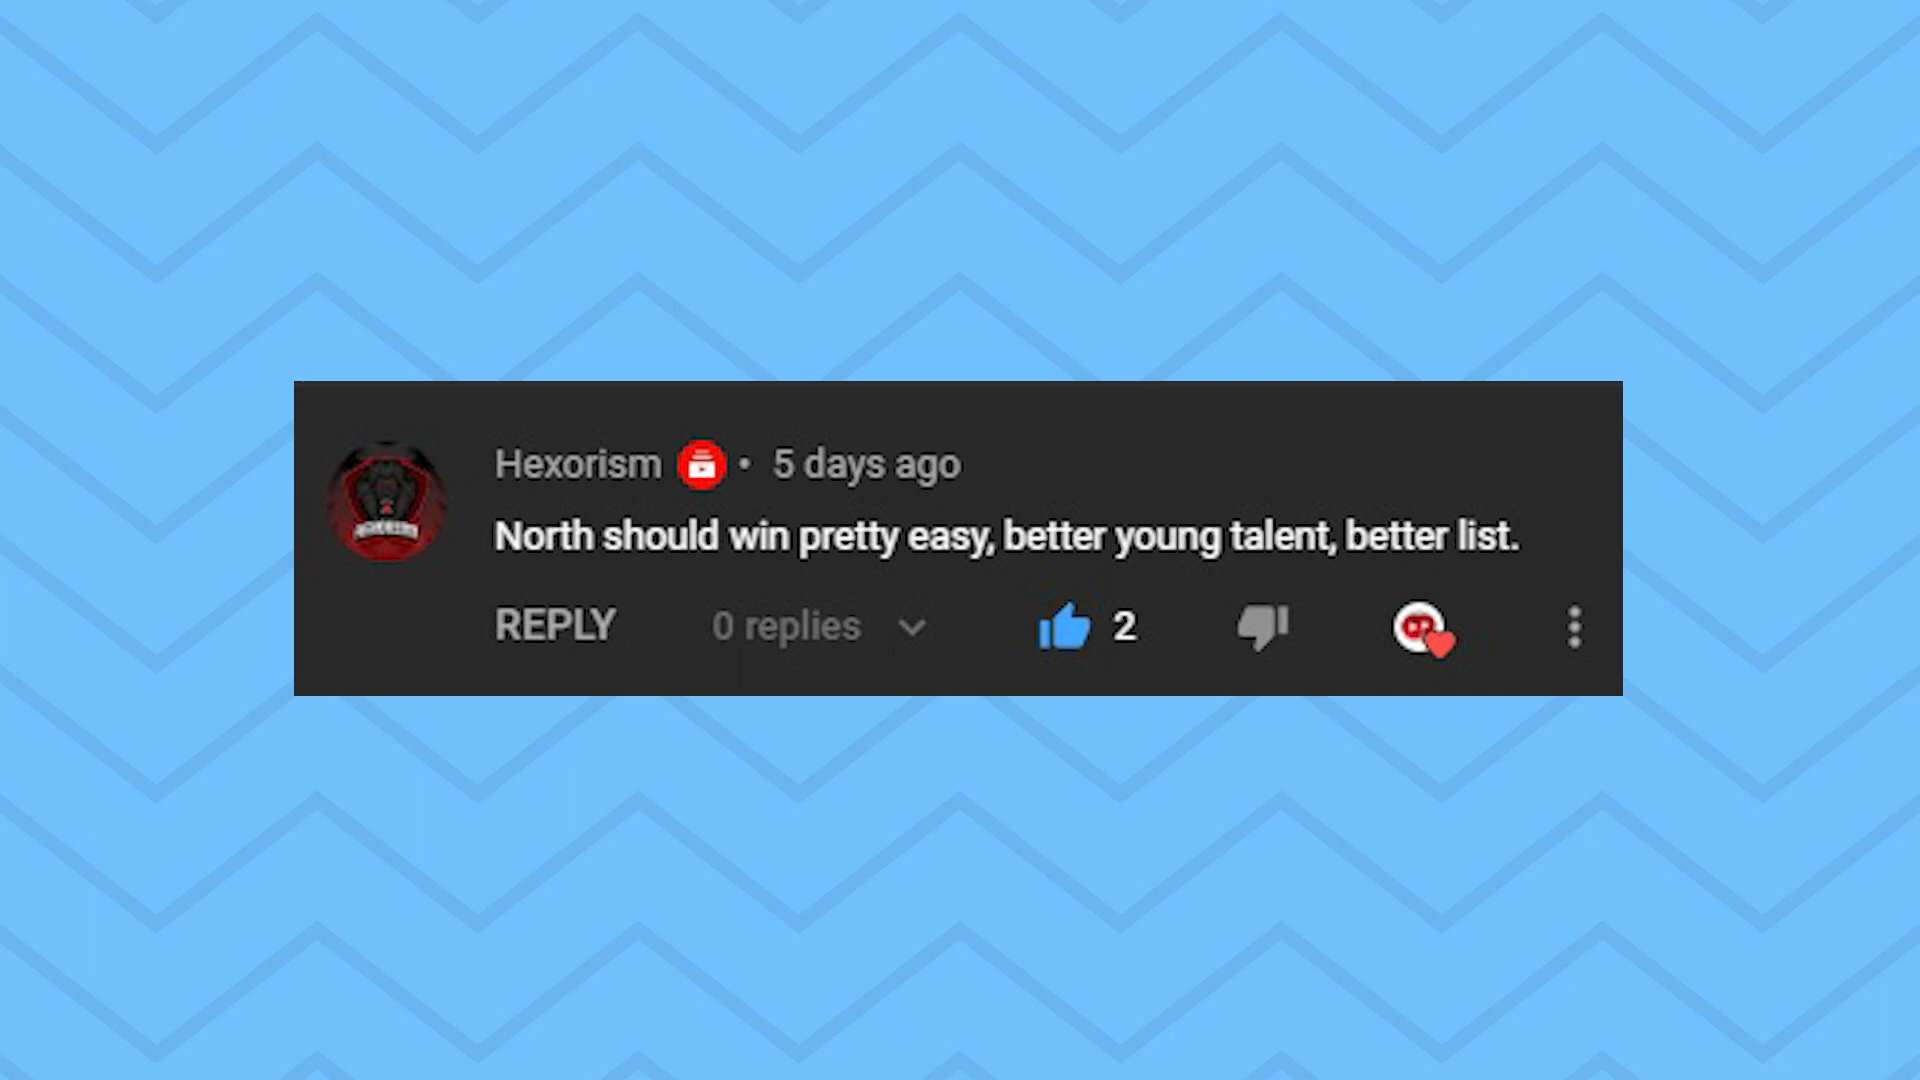 Hexorism • 5 days ago
North should win pretty easy, better young talent, better list.
REPLY 0 replies 2